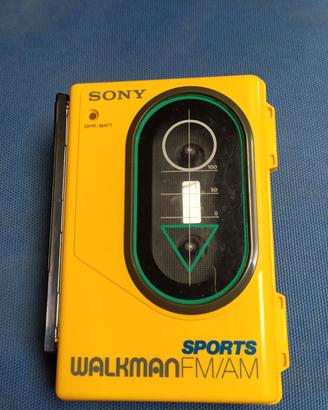 SONY
OPR/BATT
100
50
0
SPORTS
WALKMAN FM/AM